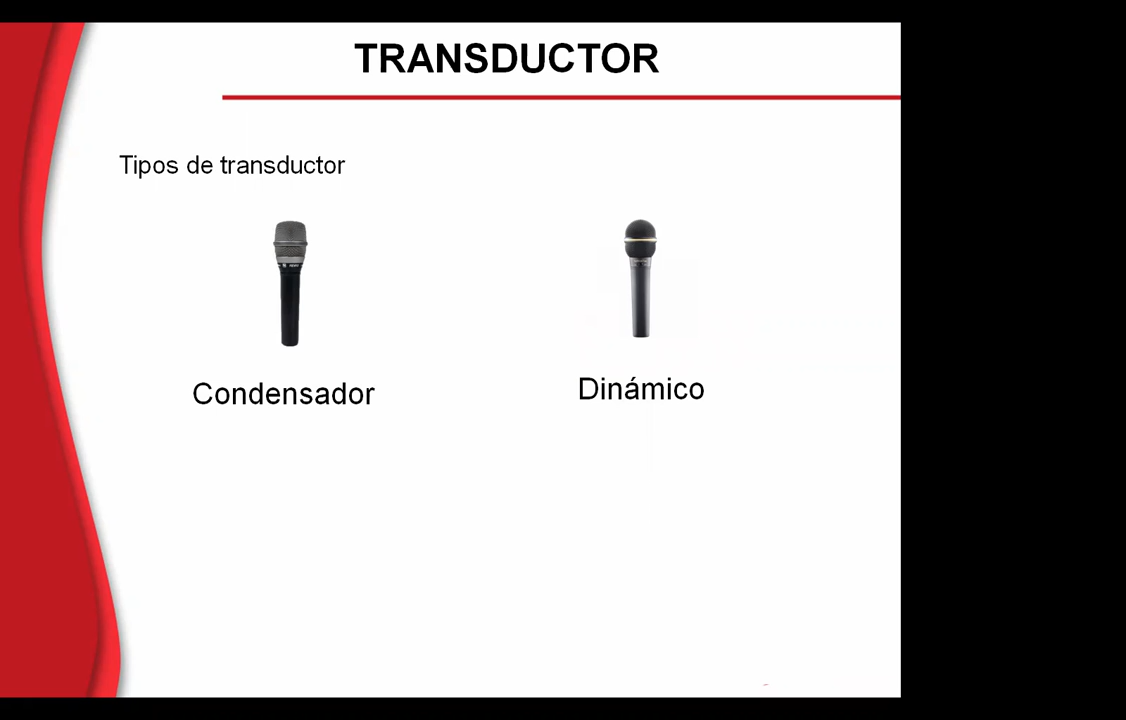 TRANSDUCTOR
Tipos de transductor
Condensador
Dinámico